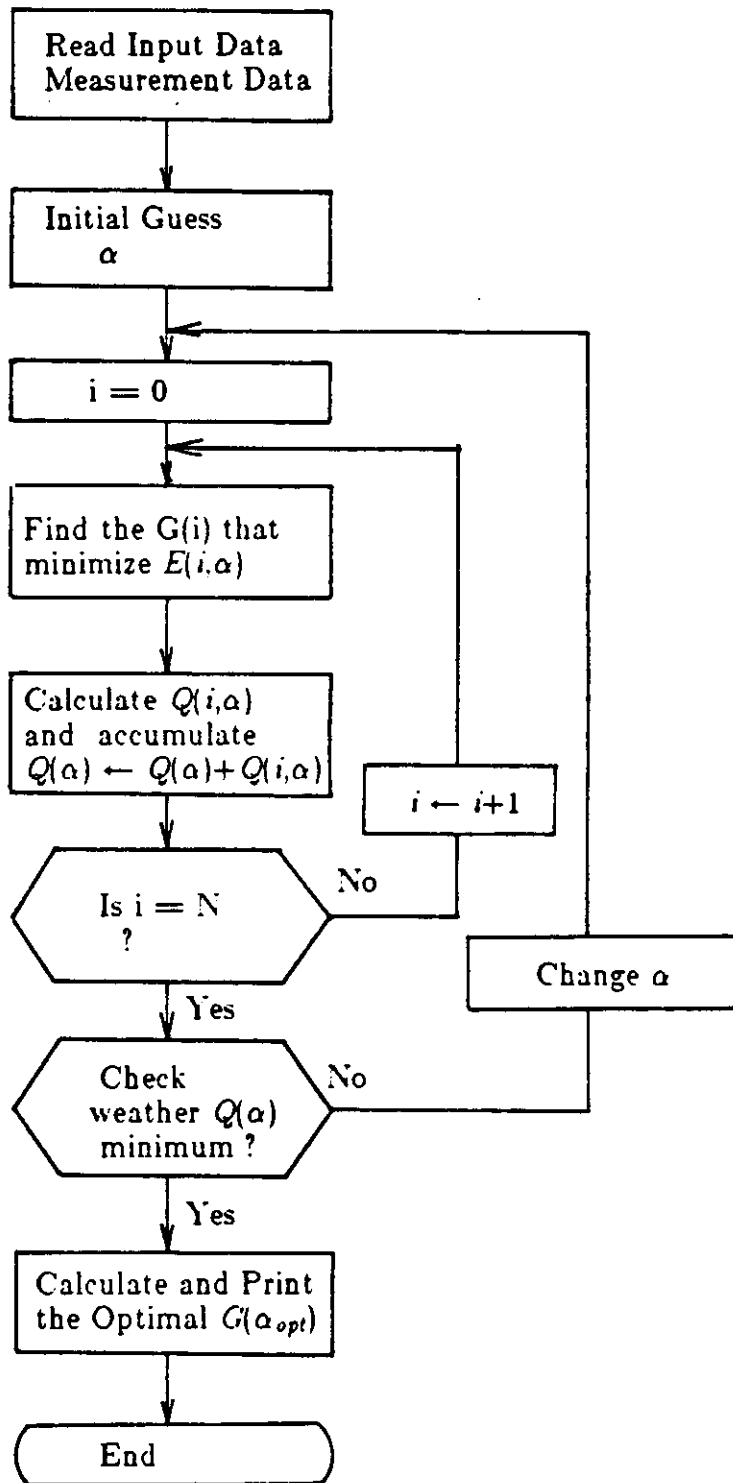 Read Input Data
Measurement Data
Initial Guess
α
i = 0
Find the G(i) that
minimize E(i,α)
Calculate Q(i,α)
and accumulate
Q(α) ← Q(α)+Q(i,α)
i ← i+1
Is i = N
?
No
Yes
Change α
Check
weather Q(α)
minimum ?
No
Yes
Calculate and Print
the Optimal G(α_opt)
End